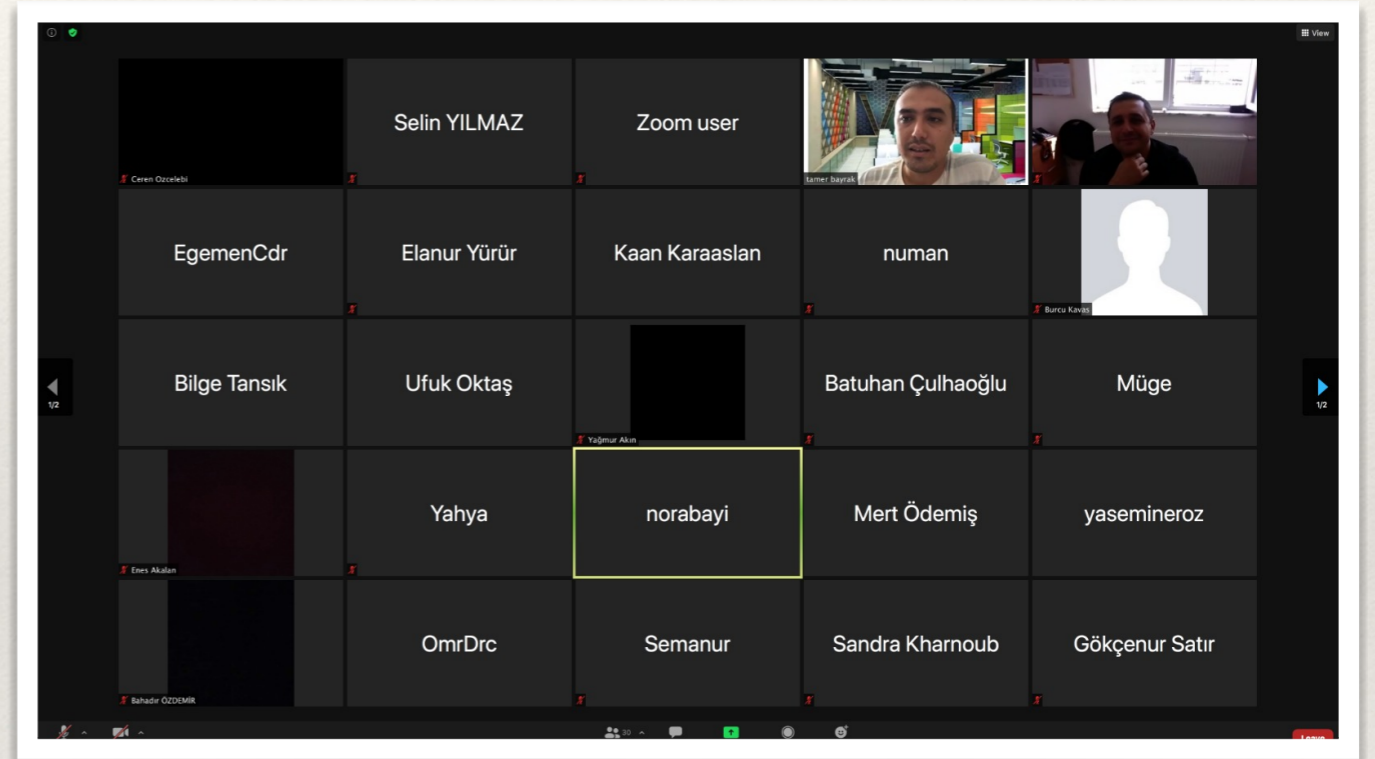 View
Selin YILMAZ
Zoom user
Ceren Ozcelebi
tamer bayrak
EgemenCdr
Elanur Yürür
Kaan Karaaslan
numan
Burcu Kavas
Bilge Tansık
Ufuk Oktaş
Batuhan Çulhaoğlu
Müge
1/2
1/2
Yağmur Akın
Yahya
norabayi
Mert Ödemiş
yasemineroz
Enes Akalan
OmrDrc
Semanur
Sandra Kharnoub
Gökçenur Satır
Bahadır ÖZDEMİR
30
Leave